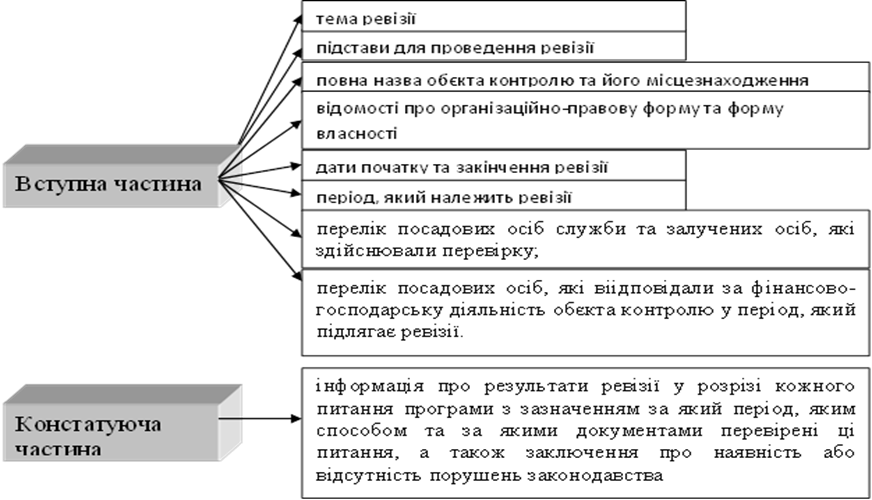 тема ревізії
підстави для проведення ревізії
повна назва обєкта контролю та його місцезнаходження
відомості про організаційно-правову форму та форму
власності
Вступна частина
дати початку та закінчення ревізії
період, який належить ревізії
перелік посадових осіб служби та залучених осіб, які
здійснювали перевірку;
перелік посадових осіб, які віідповідали за фінансово-
господарську діяльність обєкта контролю у період, який
підлягає ревізії.
Констатуюча
частина
інформація про результати ревізії у розрізі кожного
питання програми з зазначенням за який період, яким
способом та за якими документами перевірені ці
питання, а також заключення про наявність або
відсутність порушень законодавства